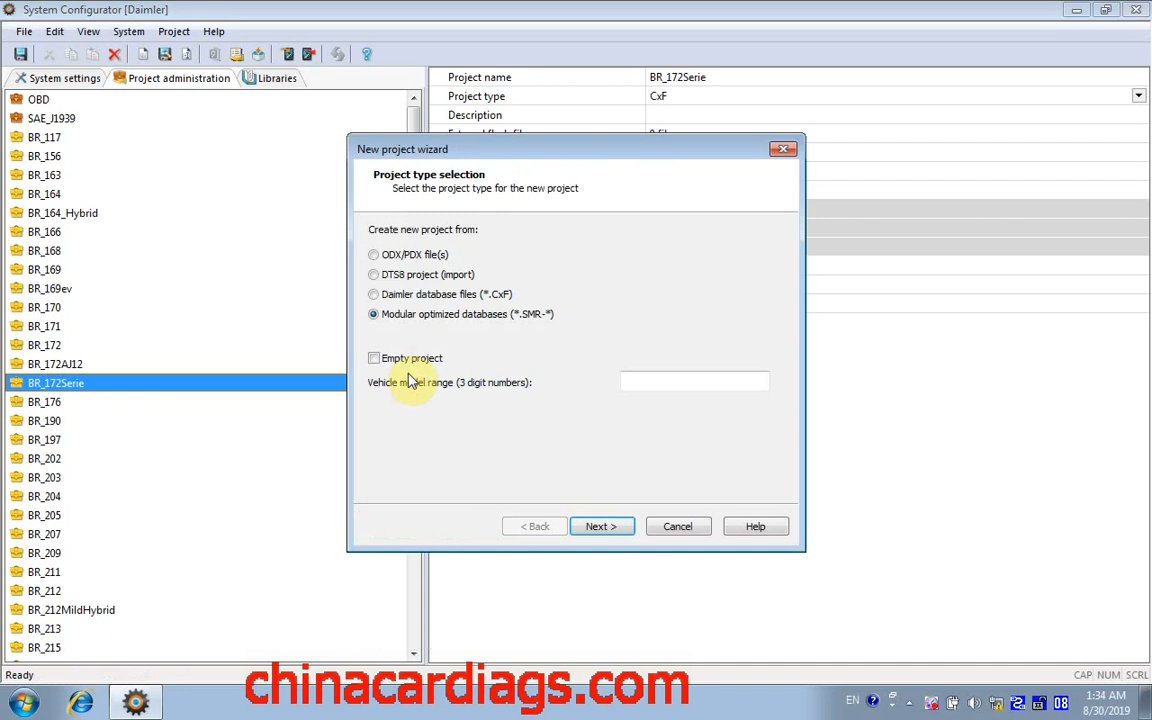 System Configurator [Daimler]
File Edit View System Project Help
System settings Project administration Libraries
OBD
SAE_J1939
BR_117
BR_156
BR_163
BR_164
BR_164_Hybrid
BR_166
BR_168
BR_169
BR_169ev
BR_170
BR_171
BR_172
BR_172AJ12
BR_172Serie
BR_176
BR_190
BR_197
BR_202
BR_203
BR_204
BR_205
BR_207
BR_209
BR_211
BR_212
BR_212MildHybrid
BR_213
BR_215
Project name BR_172Serie
Project type CxF
Description
New project wizard
Project type selection
Select the project type for the new project
Create new project from:
ODX/PDX file(s)
DTS8 project (import)
Daimler database files (*.CxF)
Modular optimized databases (*.SMR-*)
Empty project
Vehicle model range (3 digit numbers):
< Back Next > Cancel Help
Ready CAP NUM SCRL
chinacardiags.com
EN 08 1:34 AM
8/30/2019